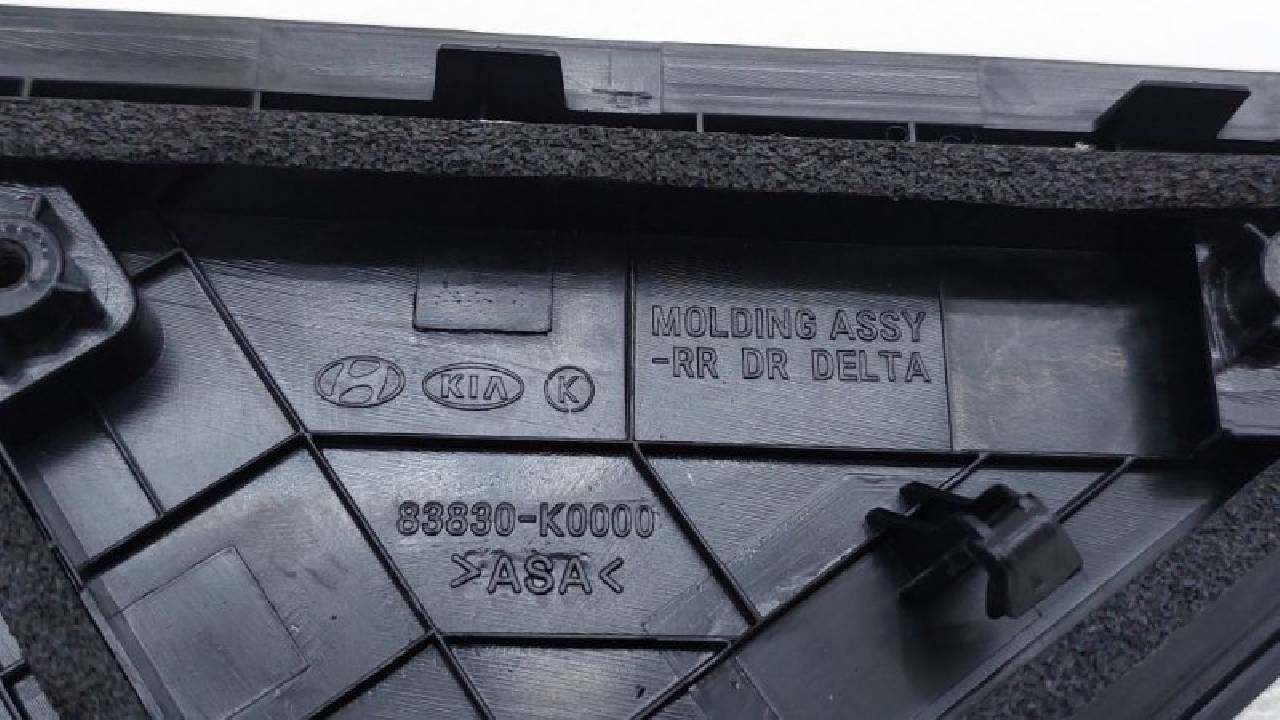 MOLDING ASSY
-RR DR DELTA
KIA K
83830-K0000
>ASA<